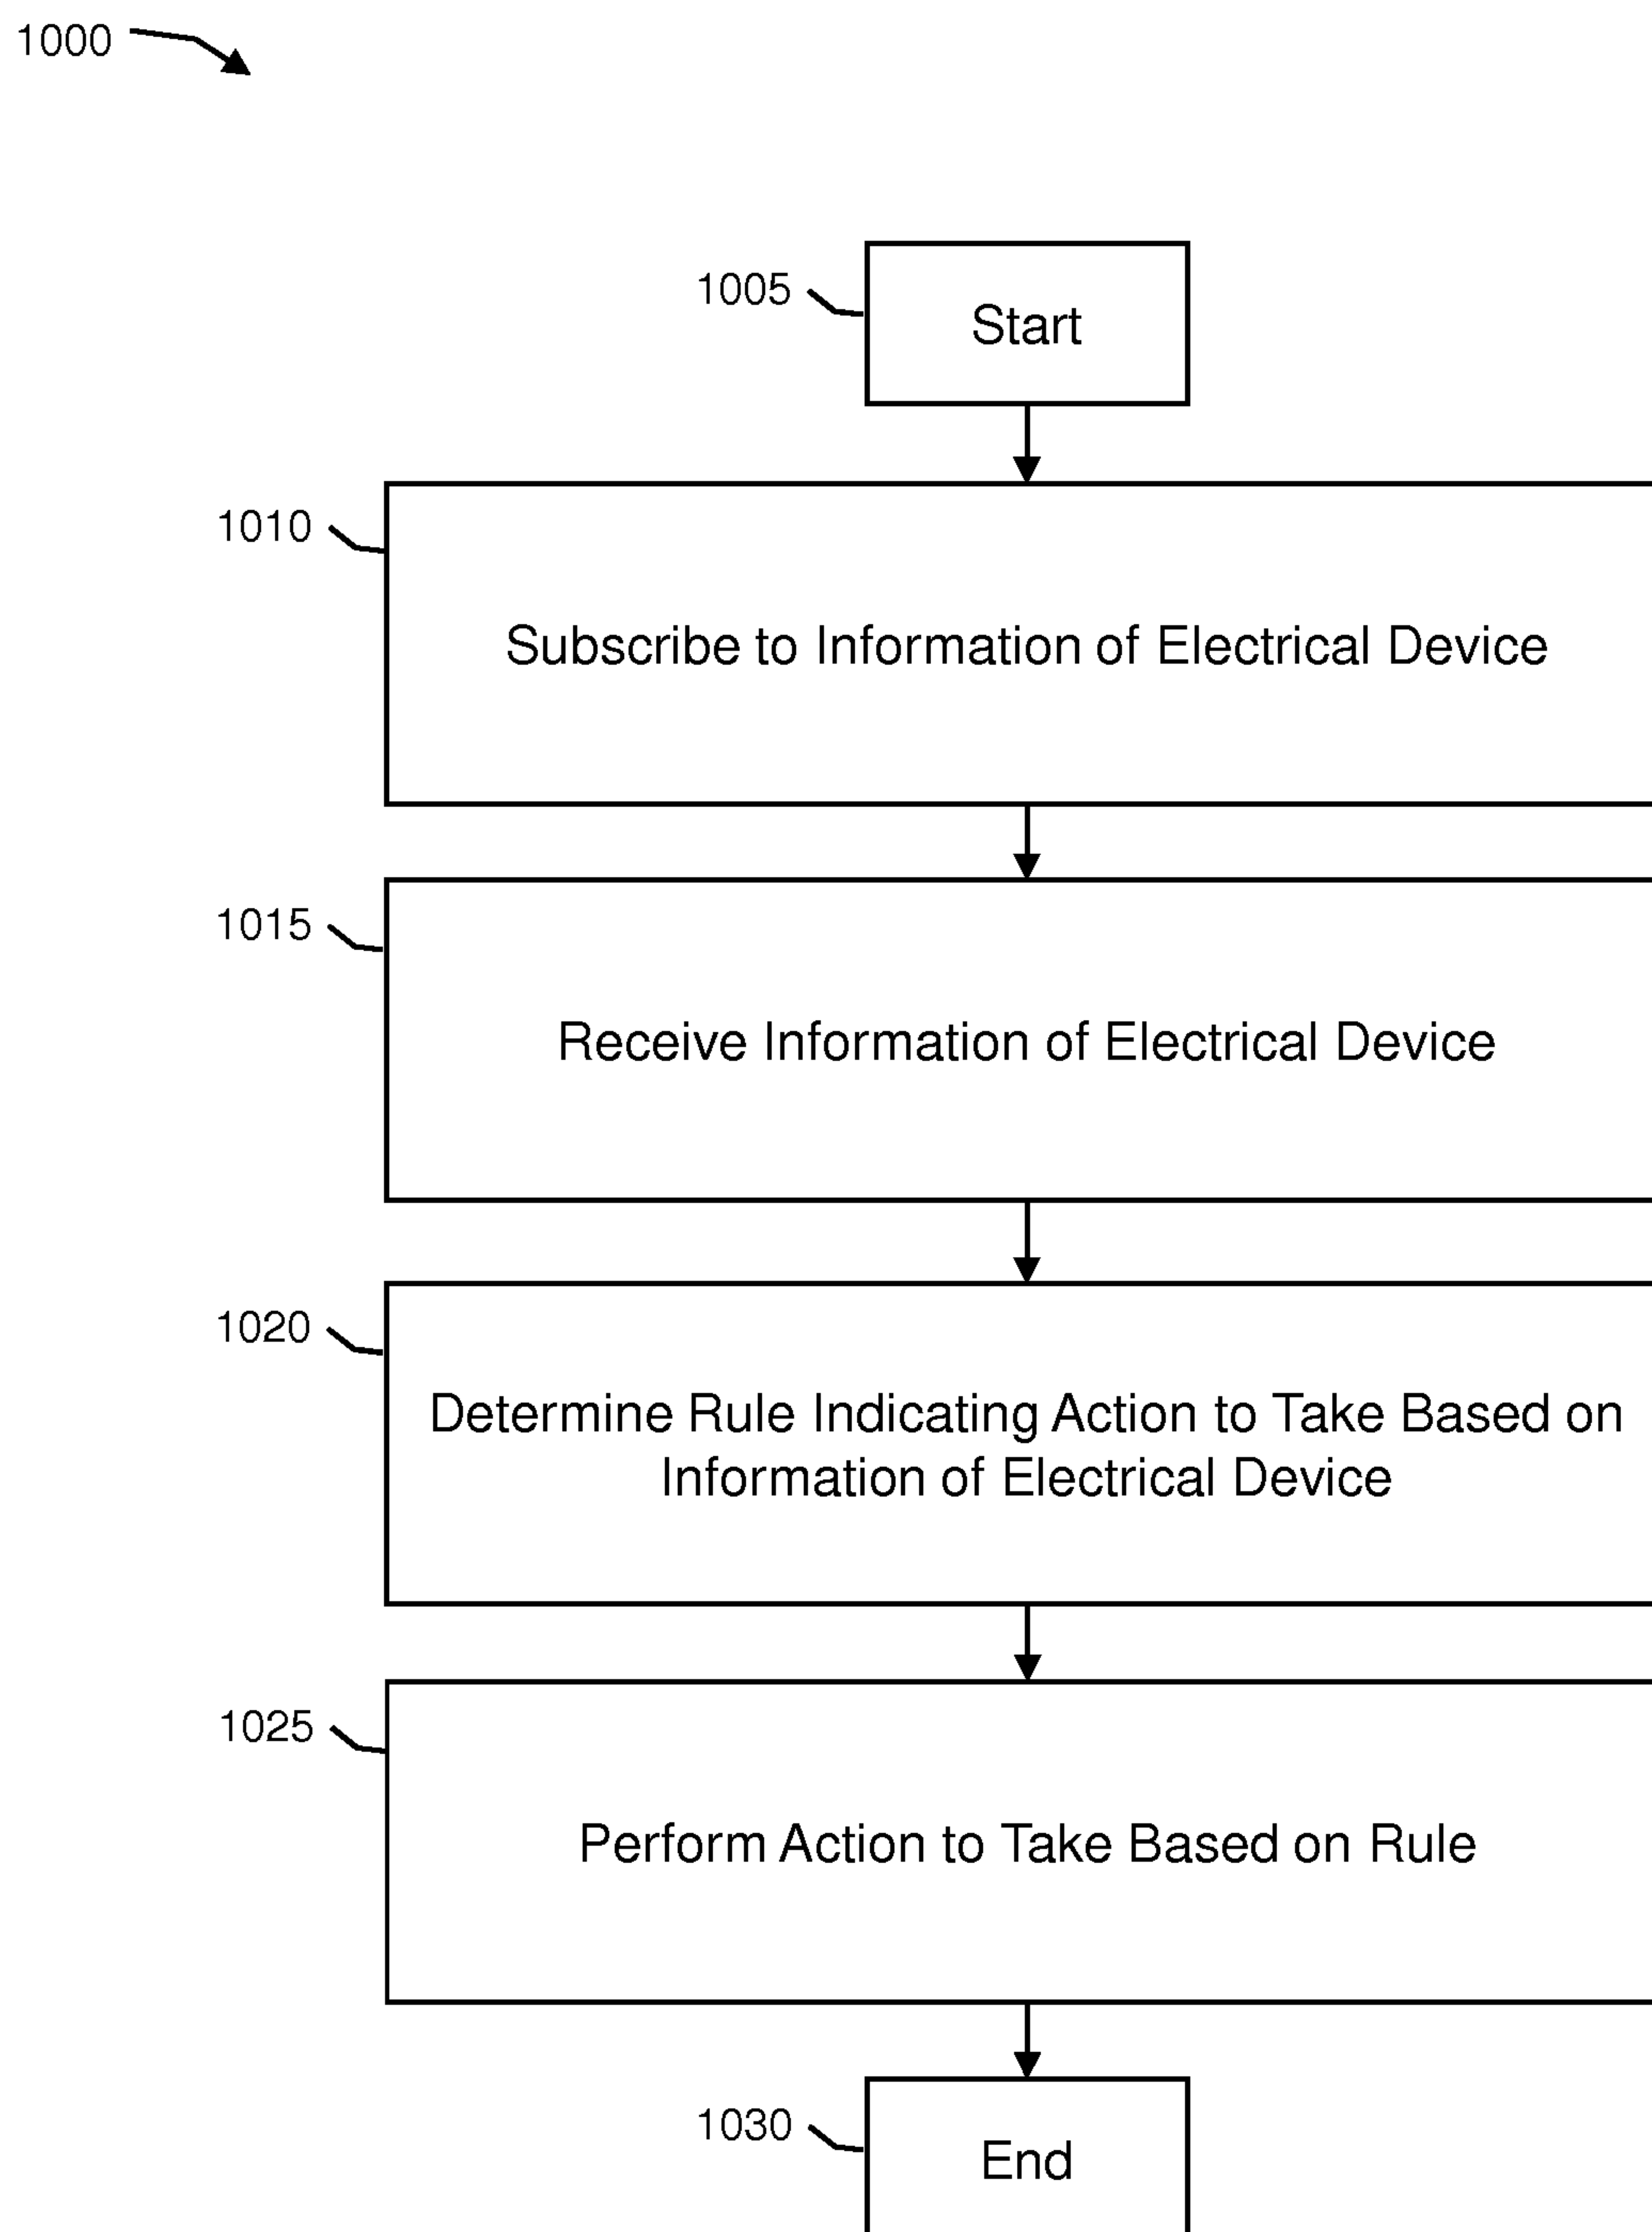 1000
1005
Start
1010
Subscribe to Information of Electrical Device
1015
Receive Information of Electrical Device
1020
Determine Rule Indicating Action to Take Based on
Information of Electrical Device
1025
Perform Action to Take Based on Rule
1030
End